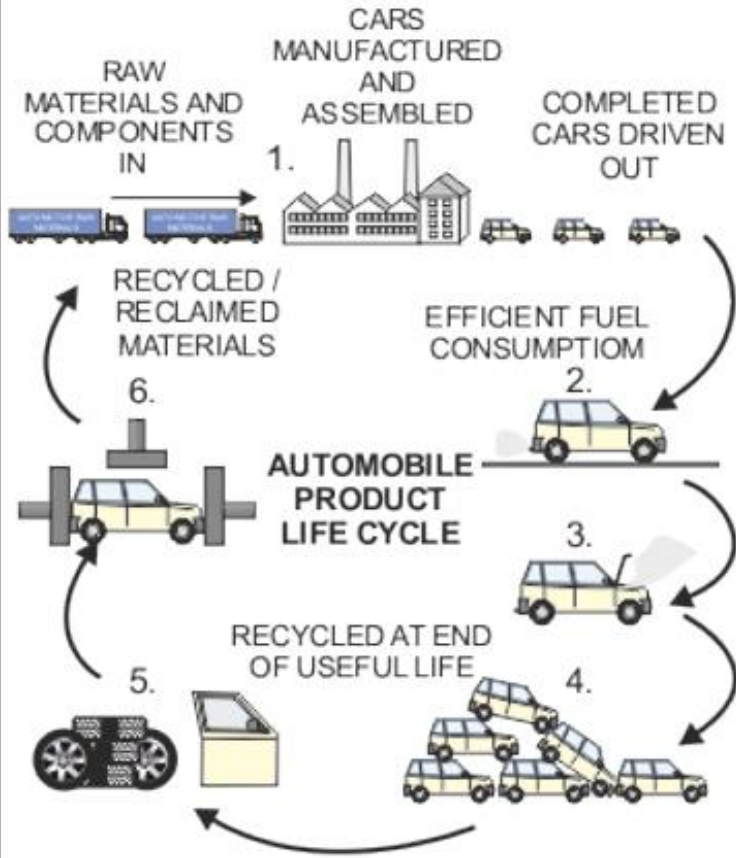 RAW
MATERIALS AND
COMPONENTS
IN
CARS
MANUFACTURED
AND
ASSEMBLED
1.
COMPLETED
CARS DRIVEN
OUT
RECYCLED /
RECLAIMED
MATERIALS
6.
EFFICIENT FUEL
CONSUMPTIOM
2.
AUTOMOBILE
PRODUCT
LIFE CYCLE
3.
RECYCLED AT END
OF USEFUL LIFE
4.
5.